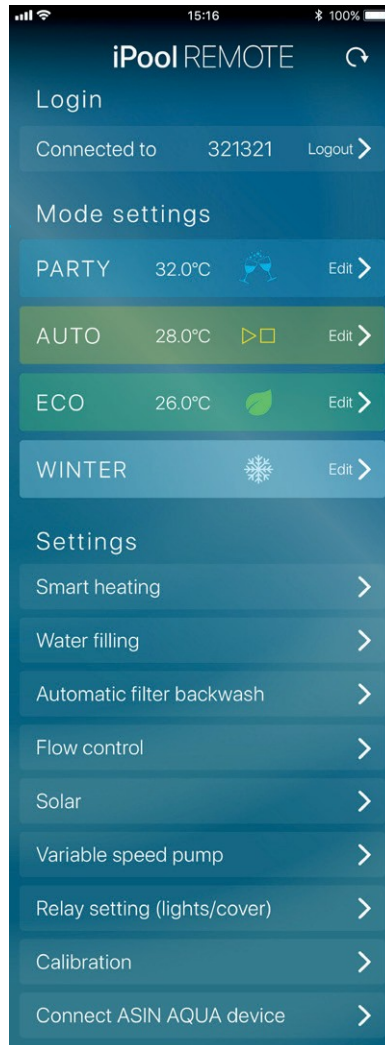 15:16 100%
iPool REMOTE
Login
Connected to 321321 Logout
Mode settings
PARTY 32.0°C Edit
AUTO 28.0°C Edit
ECO 26.0°C Edit
WINTER Edit
Settings
Smart heating
Water filling
Automatic filter backwash
Flow control
Solar
Variable speed pump
Relay setting (lights/cover)
Calibration
Connect ASIN AQUA device